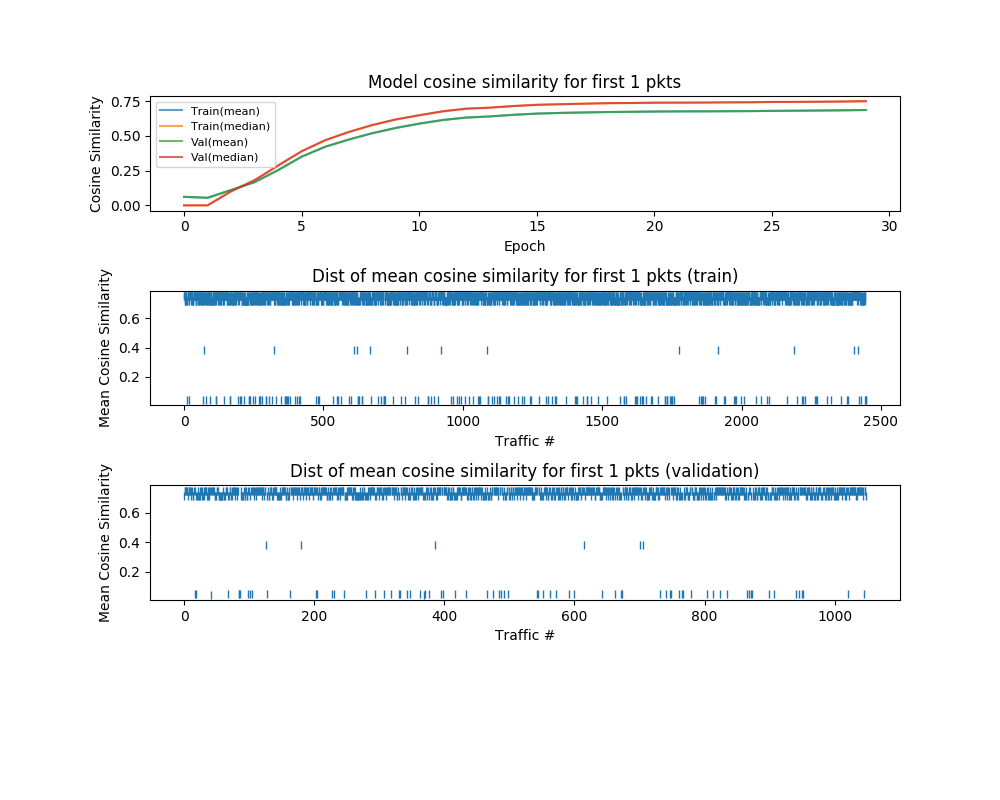 Model cosine similarity for first 1 pkts
Cosine Similarity
0.75
0.50
0.25
0.00
Train(mean)
Train(median)
Val(mean)
Val(median)
0 5 10 15 20 25 30
Epoch
Dist of mean cosine similarity for first 1 pkts (train)
Mean Cosine Similarity
0.6
0.4
0.2
0 500 1000 1500 2000 2500
Traffic #
Dist of mean cosine similarity for first 1 pkts (validation)
Mean Cosine Similarity
0.6
0.4
0.2
0 200 400 600 800 1000
Traffic #